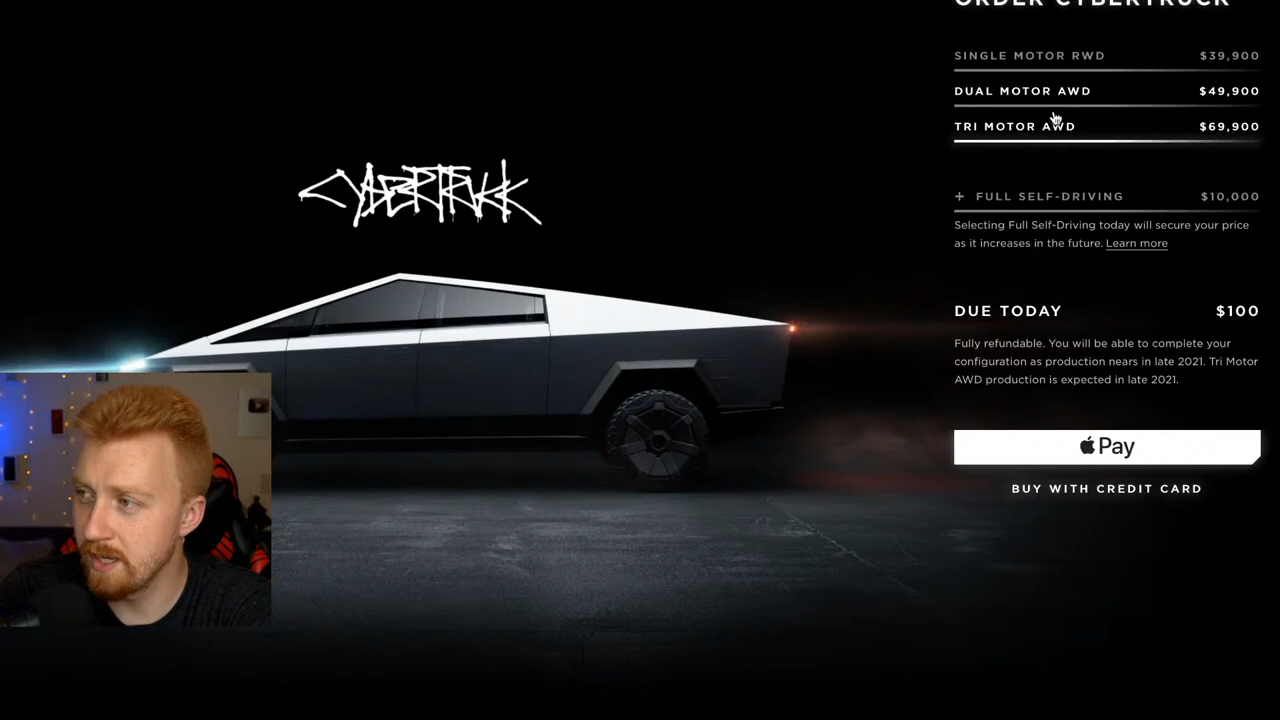 ORDER CYBERTRUCK
SINGLE MOTOR RWD $39,900
DUAL MOTOR AWD $49,900
TRI MOTOR AWD $69,900
+ FULL SELF-DRIVING $10,000
Selecting Full Self-Driving today will secure your price
as it increases in the future. Learn more
CYBERTRUCK
DUE TODAY $100
Fully refundable. You will be able to complete your
configuration as production nears in late 2021. Tri Motor
AWD production is expected in late 2021.
Pay
BUY WITH CREDIT CARD